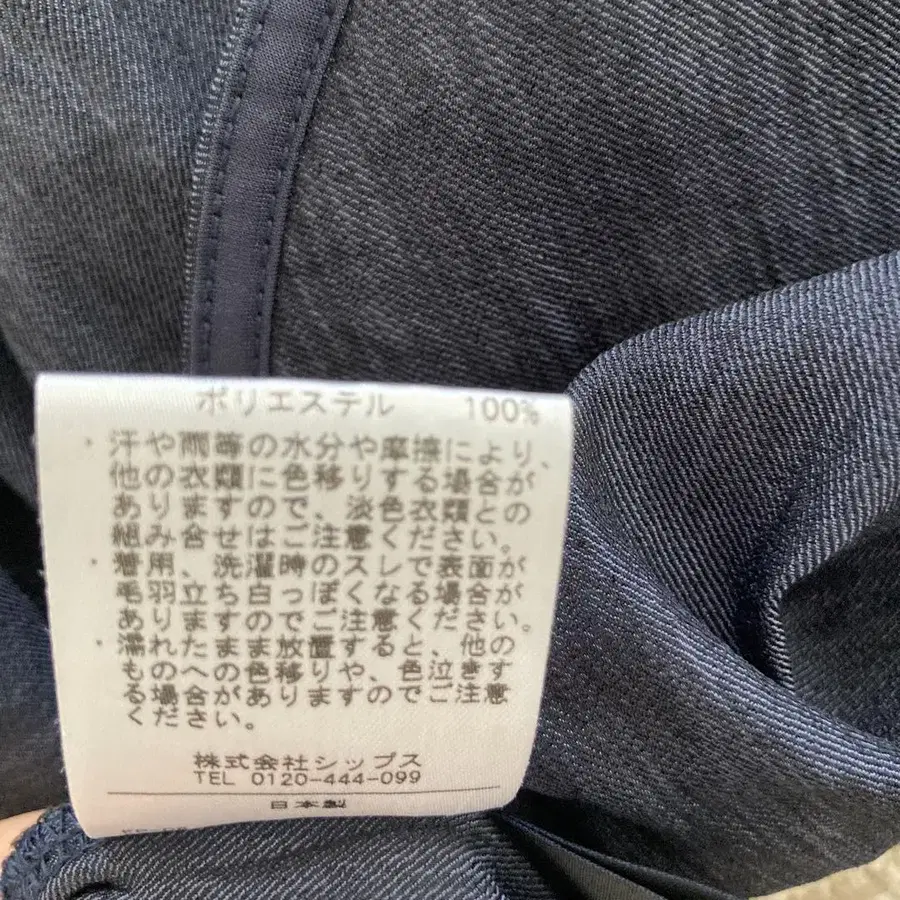 ポリエステル 100%
・汗や雨等の水分や摩擦により、
他の衣類に色移りする場合が
ありますので、淡色衣類との
組み合せはご注意ください。
・着用、洗濯時のスレで表面が
毛羽立ち白っぽくなる場合が
ありますのでご注意ください。
・濡れたまま放置すると、他の
ものへの色移りや、色泣きす
る場合がありますのでご注意
ください。
株式会社シップス
TEL 0120-444-099
日本製